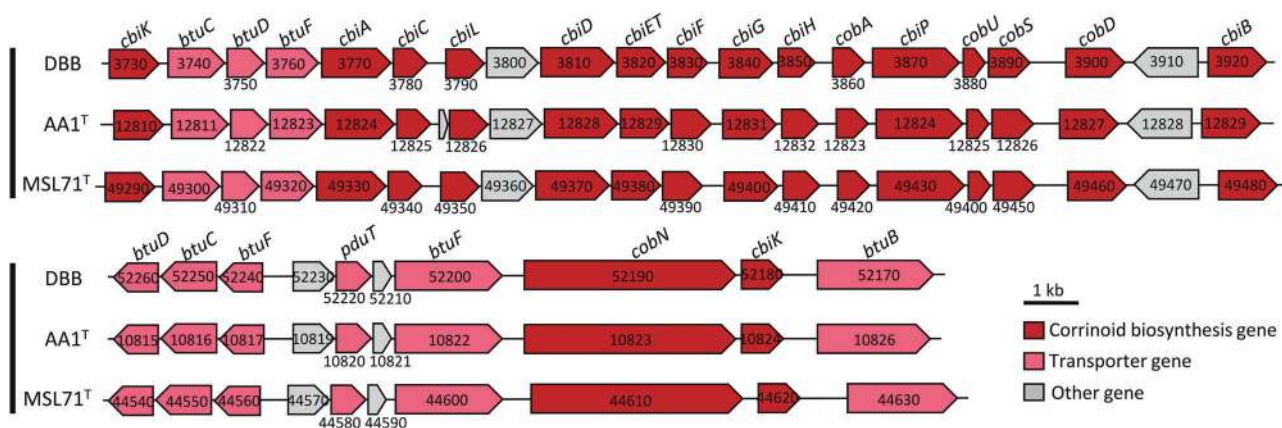 cbiK btuC btuD btuF cbiA cbiC cbiL cbiD cbiET cbiF cbiG cbiH cobA cbiP cobU cobS cobD cbiB
DBB 3730 3740 3760 3770 3800 3810 3820 3830 3840 3850 3870 3890 3900 3910 3920
3750 3780 3790 3860 3880
AA1T 12810 12811 12823 12824 12827 12828 12829 12831 12824 12827 12828 12829
12822 12825 12826 12830 12832 12823 12825 12826
MSL71T 49290 49300 49320 49330 49360 49370 49380 49400 49430 49460 49470 49480
49310 49340 49350 49390 49410 49420 49400 49450
btuD btuC btuF pduT btuF cobN cbiK btuB
DBB 52260 52250 52240 52230 52200 52190 52180 52170
52220 52210
1 kb
AA1T 10815 10816 10817 10819 10822 10823 10824 10826
10820 10821
Corrinoid biosynthesis gene
Transporter gene
Other gene
MSL71T 44540 44550 44560 44570 44600 44610 44620 44630
44580 44590